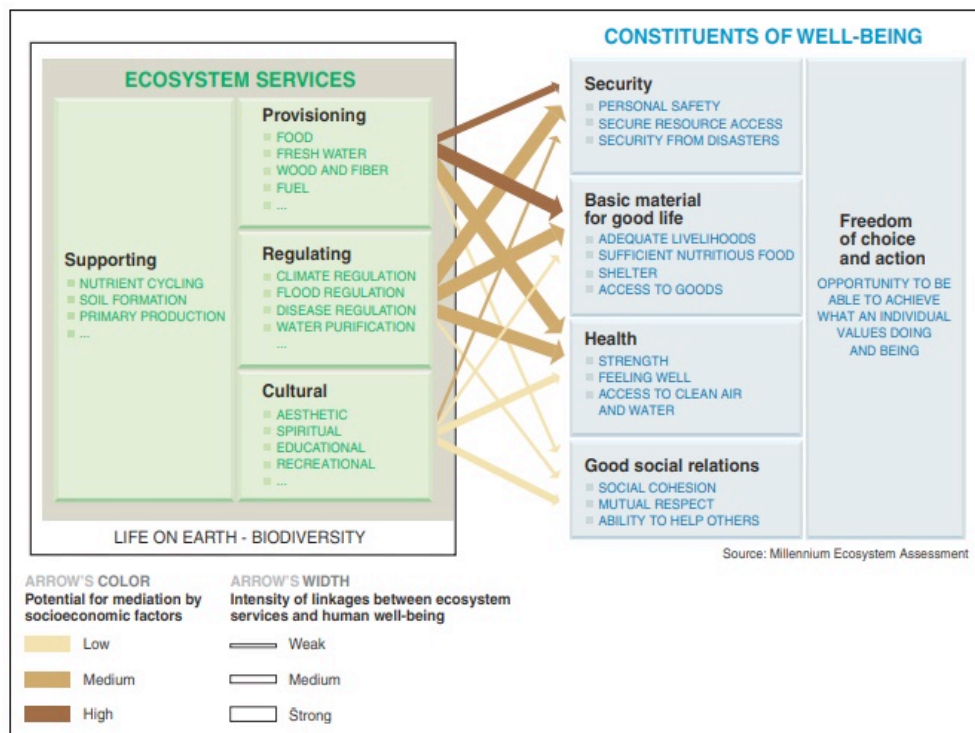 CONSTITUENTS OF WELL-BEING
ECOSYSTEM SERVICES
Supporting
NUTRIENT CYCLING
SOIL FORMATION
PRIMARY PRODUCTION
...
Provisioning
FOOD
FRESH WATER
WOOD AND FIBER
FUEL
...
Regulating
CLIMATE REGULATION
FLOOD REGULATION
DISEASE REGULATION
WATER PURIFICATION
...
Cultural
AESTHETIC
SPIRITUAL
EDUCATIONAL
RECREATIONAL
...
LIFE ON EARTH - BIODIVERSITY
Security
PERSONAL SAFETY
SECURE RESOURCE ACCESS
SECURITY FROM DISASTERS
Basic material
for good life
ADEQUATE LIVELIHOODS
SUFFICIENT NUTRITIOUS FOOD
SHELTER
ACCESS TO GOODS
Health
STRENGTH
FEELING WELL
ACCESS TO CLEAN AIR
AND WATER
Good social relations
SOCIAL COHESION
MUTUAL RESPECT
ABILITY TO HELP OTHERS
Freedom
of choice
and action
OPPORTUNITY TO BE
ABLE TO ACHIEVE
WHAT AN INDIVIDUAL
VALUES DOING
AND BEING
Source: Millennium Ecosystem Assessment
ARROW'S COLOR
Potential for mediation by
socioeconomic factors
Low
Medium
High
ARROW'S WIDTH
Intensity of linkages between ecosystem
services and human well-being
Weak
Medium
Strong